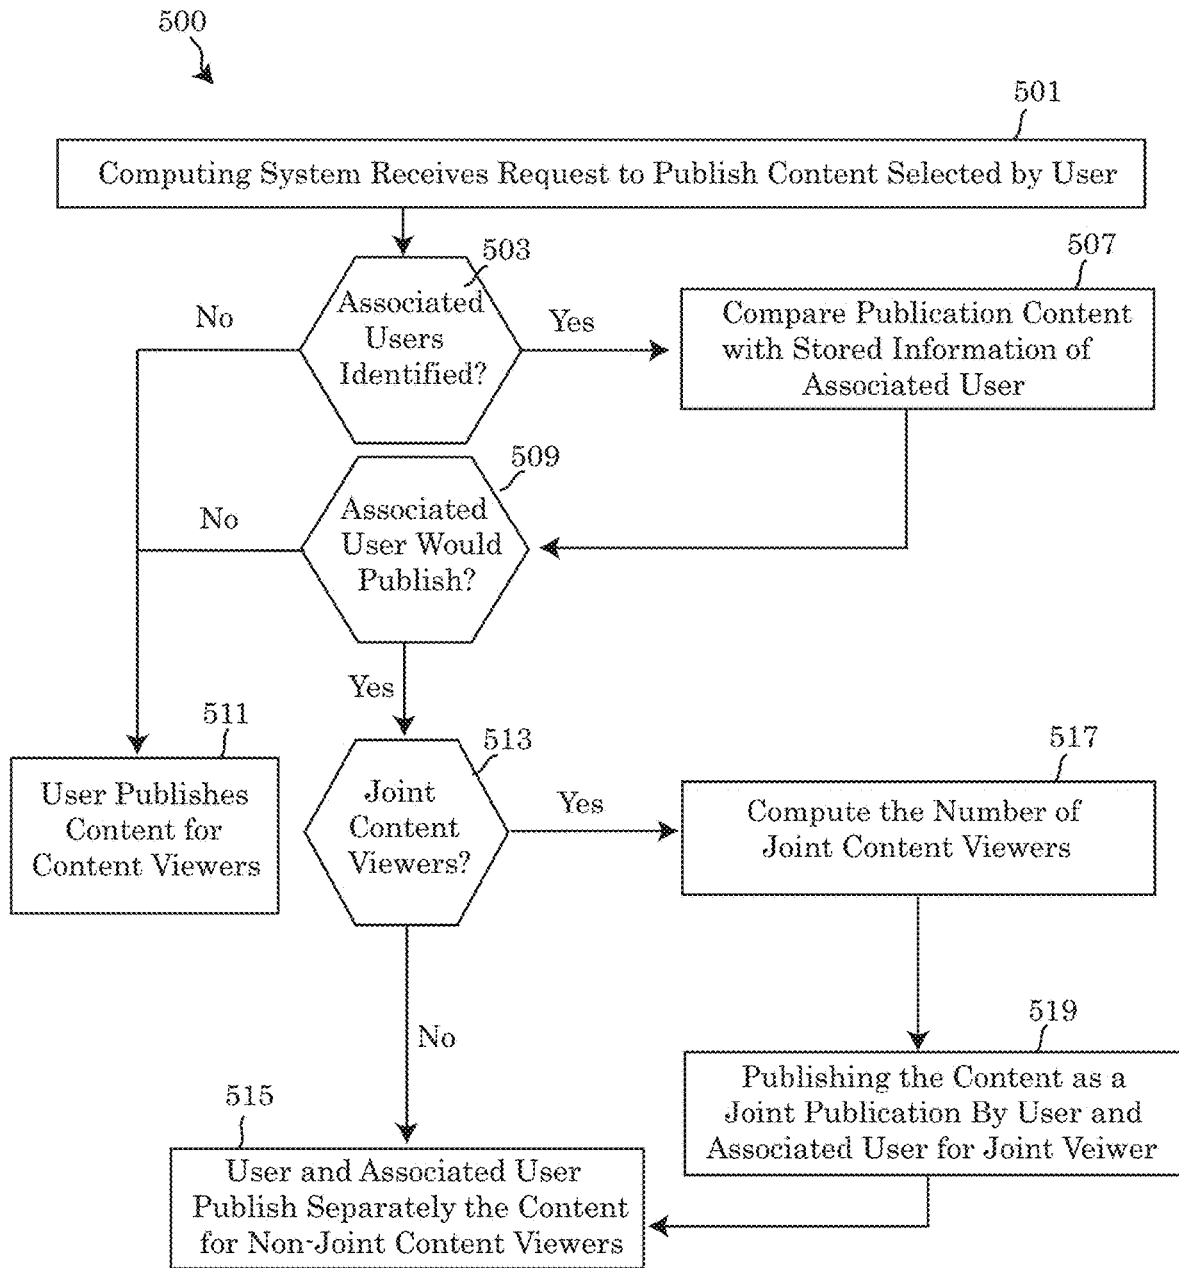 500
501
Computing System Receives Request to Publish Content Selected by User
503
Associated
Users
Identified?
No
Yes
507
Compare Publication Content
with Stored Information of
Associated User
509
Associated
User Would
Publish?
No
Yes
511
User Publishes
Content for
Content Viewers
513
Joint
Content
Viewers?
Yes
517
Compute the Number of
Joint Content Viewers
No
519
Publishing the Content as a
Joint Publication By User and
Associated User for Joint Veiwer
515
User and Associated User
Publish Separately the Content
for Non-Joint Content Viewers